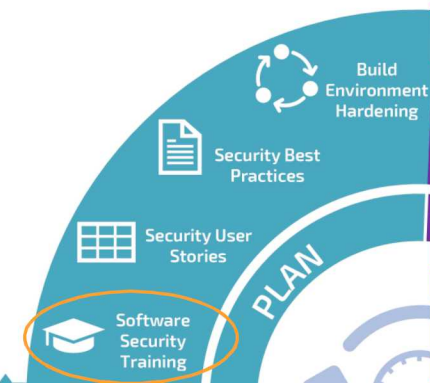 Build
Environment
Hardening
Security Best
Practices
Security User
Stories
PLAN
Software
Security
Training